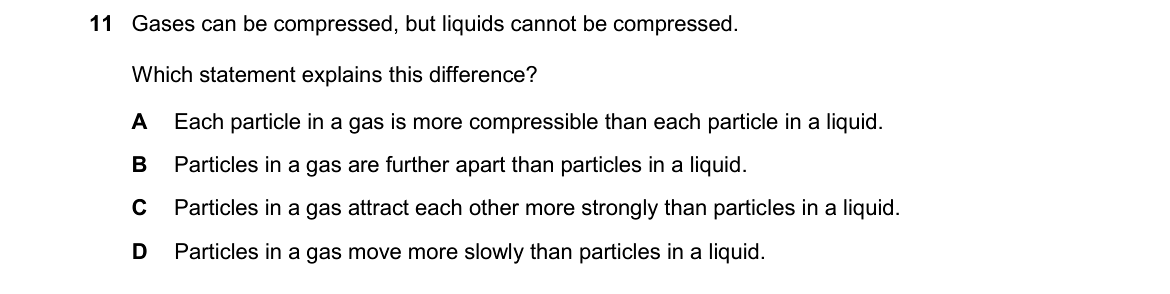 11 Gases can be compressed, but liquids cannot be compressed.
Which statement explains this difference?
A Each particle in a gas is more compressible than each particle in a liquid.
B Particles in a gas are further apart than particles in a liquid.
C Particles in a gas attract each other more strongly than particles in a liquid.
D Particles in a gas move more slowly than particles in a liquid.